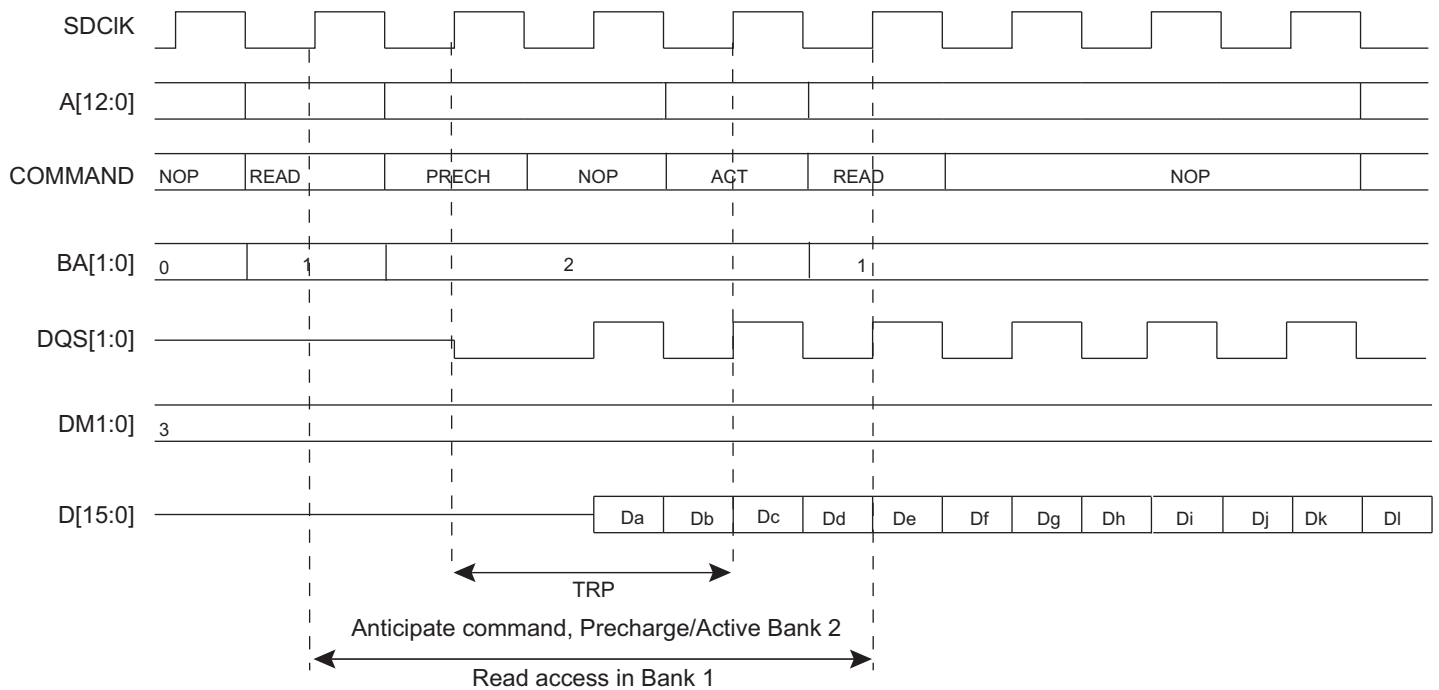 SDClK
A[12:0]
COMMAND NOP READ PRECH NOP ACT READ NOP
BA[1:0] 0 1 2 1
DQS[1:0]
DM1:0] 3
D[15:0] Da Db Dc Dd De Df Dg Dh Di Dj Dk Dl
TRP
Anticipate command, Precharge/Active Bank 2
Read access in Bank 1